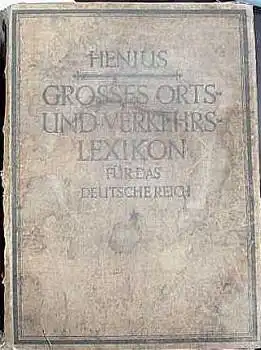 HENIUS
GROSSES ORTS-
UND-VERKEHRS-
LEXIKON
FÜR DAS
DEUTSCHE REICH